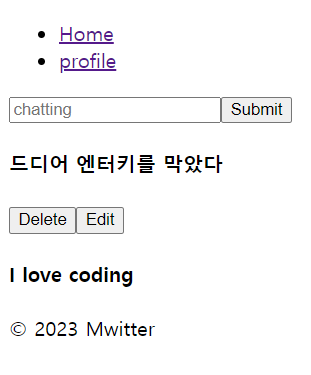 Home
profile
chatting Submit
드디어 엔터키를 막았다
Delete Edit
I love coding
© 2023 Mwitter